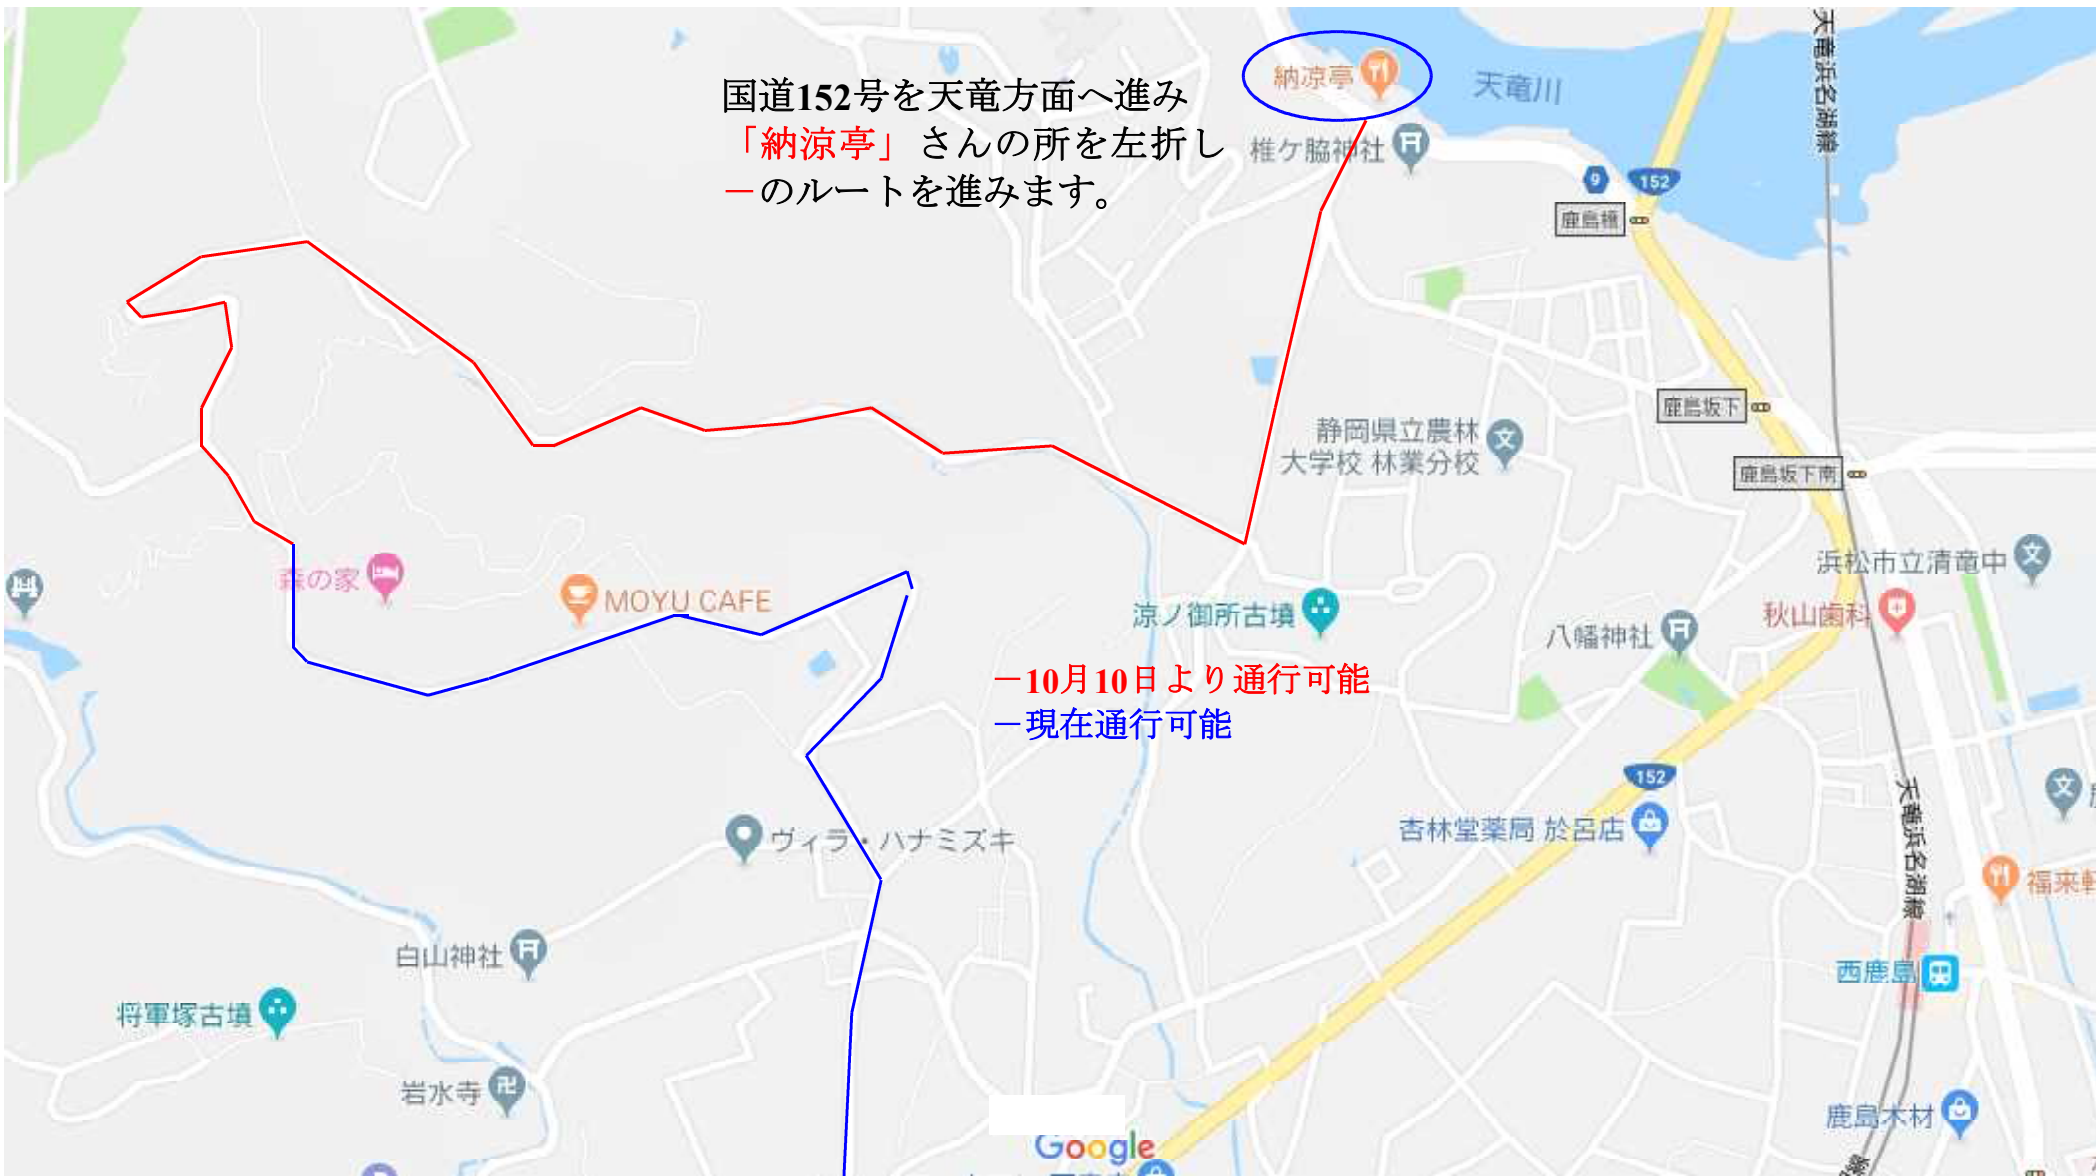 国道152号を天竜方面へ進み
「納涼亭」さんの所を左折し
－のルートを進みます。
納涼亭
天竜川
天竜浜名湖線
椎ケ脇神社
9
152
鹿島橋
鹿島坂下
静岡県立農林
大学校 林業分校
鹿島坂下南
浜松市立清竜中
森の家
MOYU CAFE
涼ノ御所古墳
秋山歯科
八幡神社
－10月10日より通行可能
－現在通行可能
152
杏林堂薬局 於呂店
ヴィラ・ハナミズキ
天竜浜名湖線
福来軒
白山神社
西鹿島
将軍塚古墳
岩水寺
鹿島木材
Google